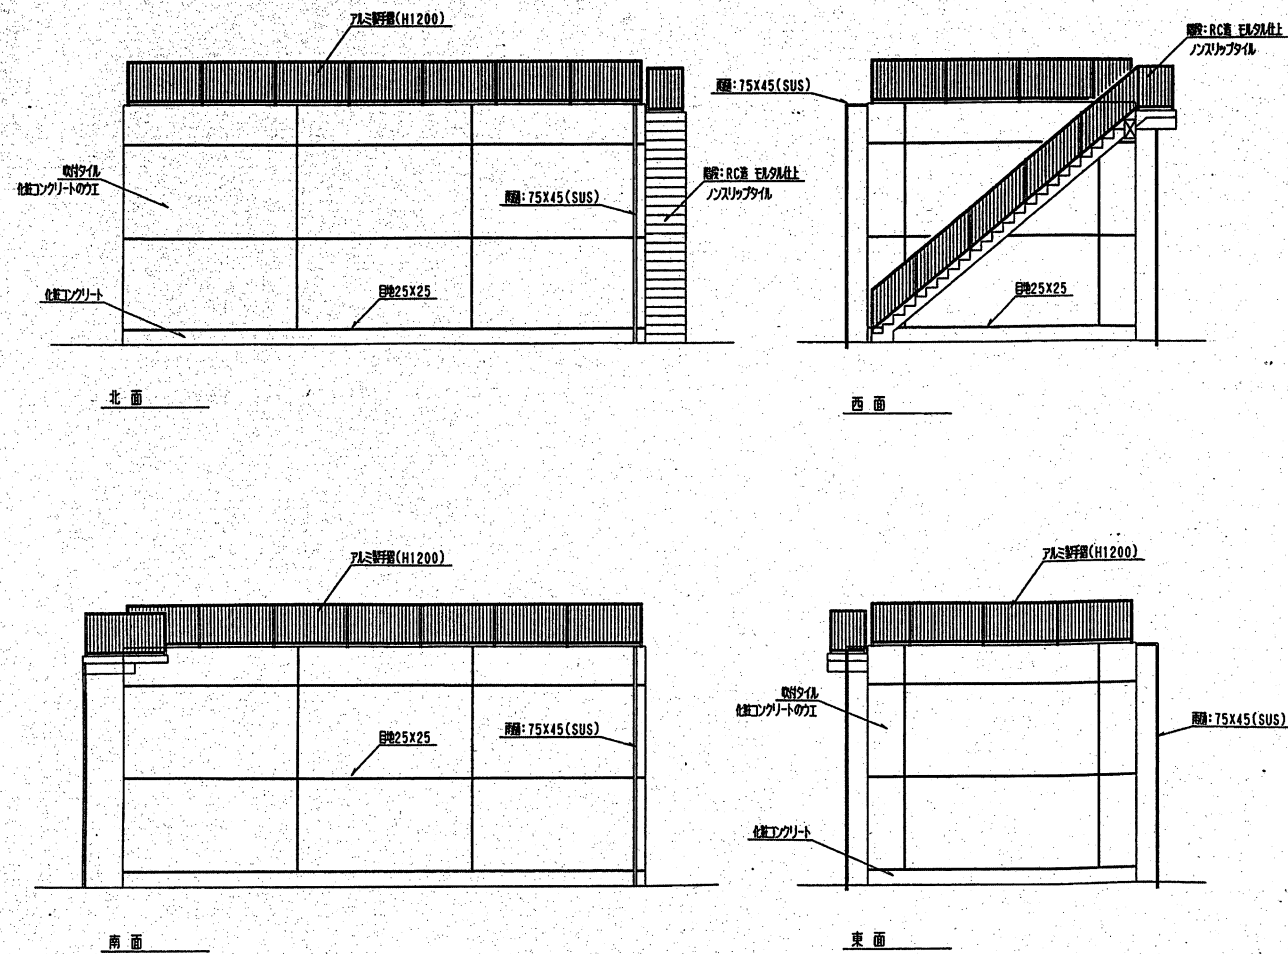 アルミ製手摺(H1200)
吹付タイル
化粧コンクリートのウエ
竪樋:75X45(SUS)
階段:RC造 モルタル仕上
ノンスリップタイル
化粧コンクリート
目地25X25
北 面
階段:RC造 モルタル仕上
ノンスリップタイル
竪樋:75X45(SUS)
目地25X25
西 面
アルミ製手摺(H1200)
竪樋:75X45(SUS)
目地25X25
南 面
アルミ製手摺(H1200)
吹付タイル
化粧コンクリートのウエ
竪樋:75X45(SUS)
化粧コンクリート
東 面